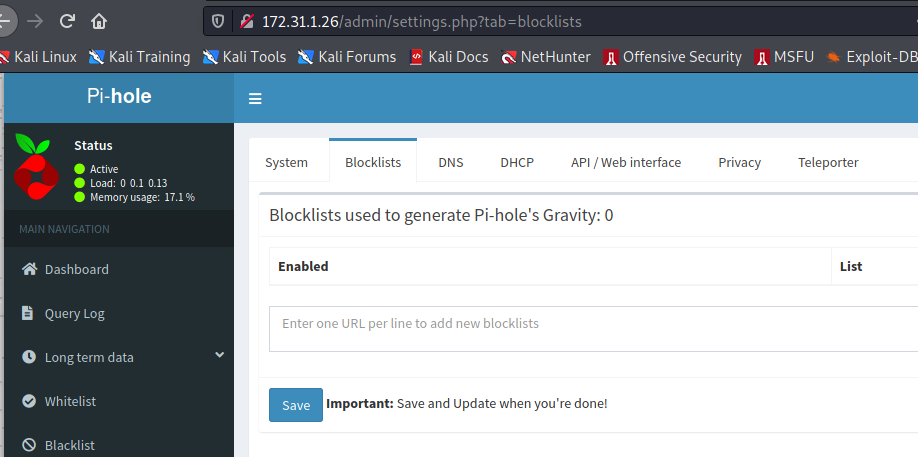 172.31.1.26/admin/settings.php?tab=blocklists
Kali Linux Kali Training Kali Tools Kali Forums Kali Docs NetHunter Offensive Security MSFU Exploit-DB
Pi-hole
Status
Active
Load: 0 0.1 0.13
Memory usage: 17.1 %
MAIN NAVIGATION
Dashboard
Query Log
Long term data
Whitelist
Blacklist
System Blocklists DNS DHCP API / Web interface Privacy Teleporter
Blocklists used to generate Pi-hole's Gravity: 0
Enabled List
Enter one URL per line to add new blocklists
Save Important: Save and Update when you're done!